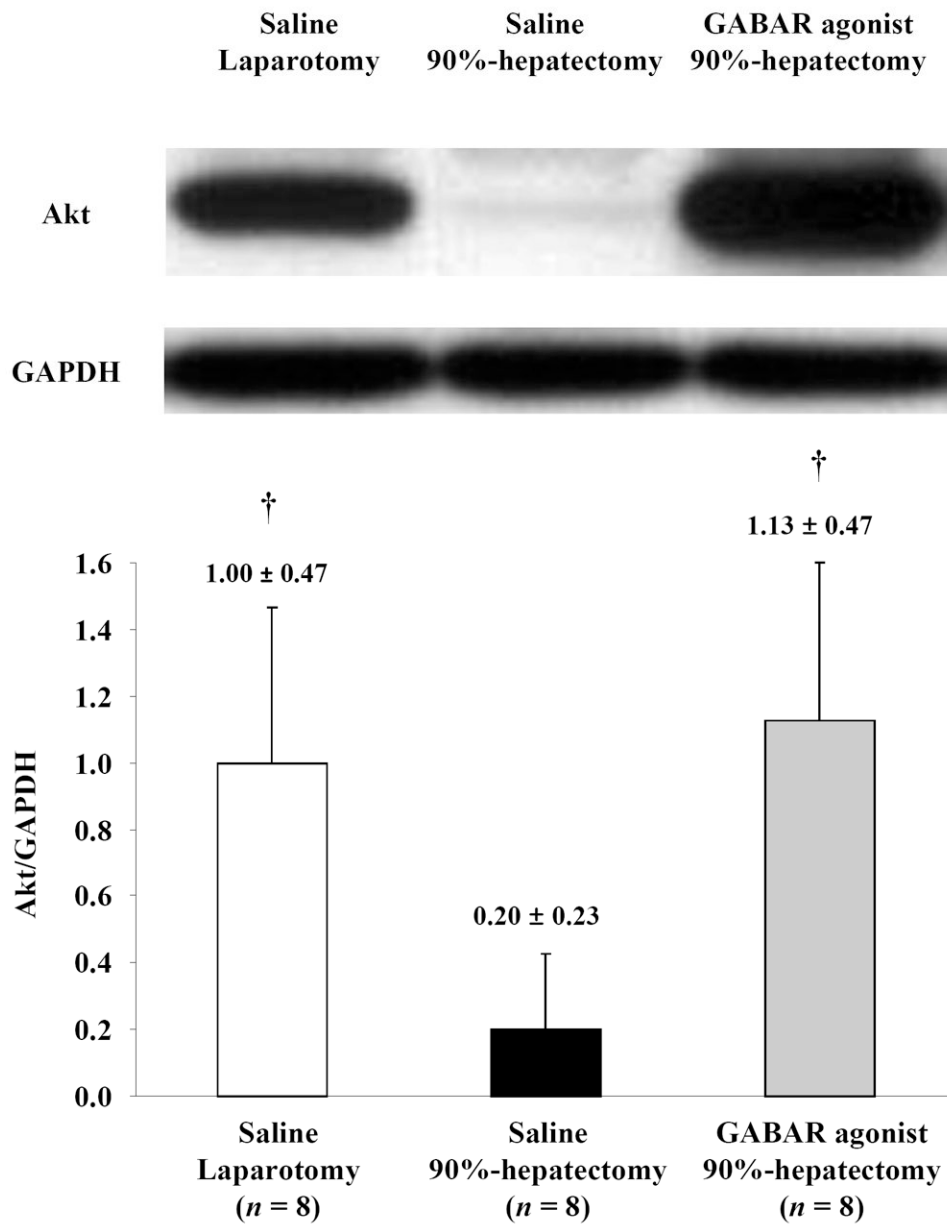 Saline
Laparotomy
Saline
90%-hepatectomy
GABAR agonist
90%-hepatectomy
Akt
GAPDH
†
†
1.00 ± 0.47
0.20 ± 0.23
1.13 ± 0.47
Akt/GAPDH
1.6
1.4
1.2
1.0
0.8
0.6
0.4
0.2
0.0
Saline
Laparotomy
(n = 8)
Saline
90%-hepatectomy
(n = 8)
GABAR agonist
90%-hepatectomy
(n = 8)